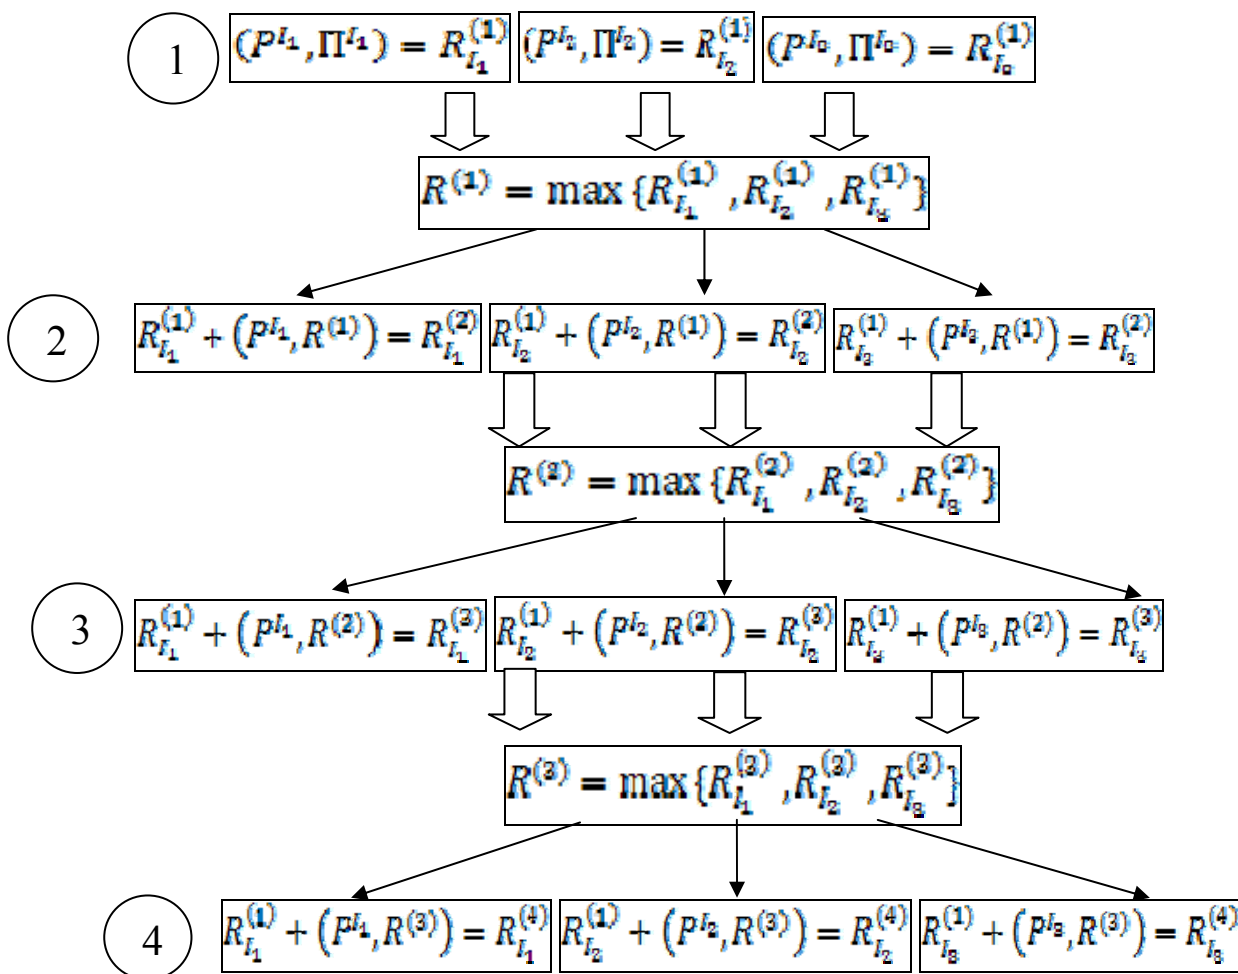 1 (P^{I_1}, Π^{I_1}) = R_{I_1}^{(1)} (P^{I_2}, Π^{I_2}) = R_{I_2}^{(1)} (P^{I_3}, Π^{I_3}) = R_{I_3}^{(1)}
R^{(1)} = max {R_{I_1}^{(1)}, R_{I_2}^{(1)}, R_{I_3}^{(1)}}
2 R_{I_1}^{(1)} + (P^{I_1}, R^{(1)}) = R_{I_1}^{(2)} R_{I_2}^{(1)} + (P^{I_2}, R^{(1)}) = R_{I_2}^{(2)} R_{I_3}^{(1)} + (P^{I_3}, R^{(1)}) = R_{I_3}^{(2)}
R^{(2)} = max {R_{I_1}^{(2)}, R_{I_2}^{(2)}, R_{I_3}^{(2)}}
3 R_{I_1}^{(1)} + (P^{I_1}, R^{(2)}) = R_{I_1}^{(3)} R_{I_2}^{(1)} + (P^{I_2}, R^{(2)}) = R_{I_2}^{(3)} R_{I_3}^{(1)} + (P^{I_3}, R^{(2)}) = R_{I_3}^{(3)}
R^{(3)} = max {R_{I_1}^{(3)}, R_{I_2}^{(3)}, R_{I_3}^{(3)}}
4 R_{I_1}^{(1)} + (P^{I_1}, R^{(3)}) = R_{I_1}^{(4)} R_{I_2}^{(1)} + (P^{I_2}, R^{(3)}) = R_{I_2}^{(4)} R_{I_3}^{(1)} + (P^{I_3}, R^{(3)}) = R_{I_3}^{(4)}